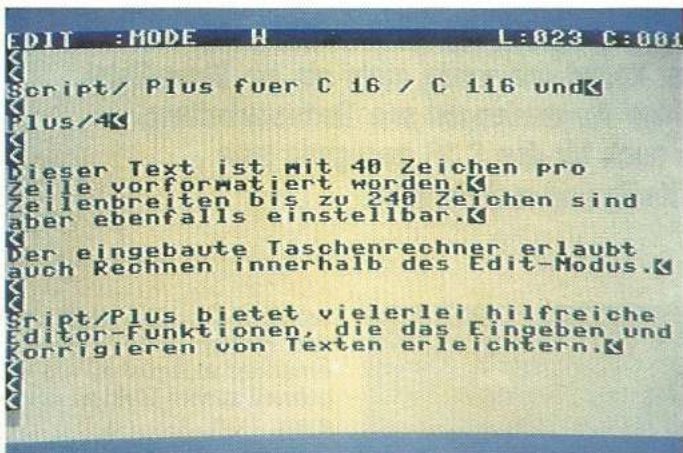 EDIT :MODE W L:023 C:001
Script/ Plus fuer C 16 / C 116 und
Plus/4
Dieser Text ist mit 40 Zeichen pro
Zeile vorformatiert worden.
Zeilenbreiten bis zu 240 Zeichen sind
aber ebenfalls einstellbar.
Der eingebaute Taschenrechner erlaubt
auch Rechnen innerhalb des Edit-Modus.
Script/Plus bietet vielerlei hilfreiche
Editor-Funktionen, die das Eingeben und
Korrigieren von Texten erleichtern.